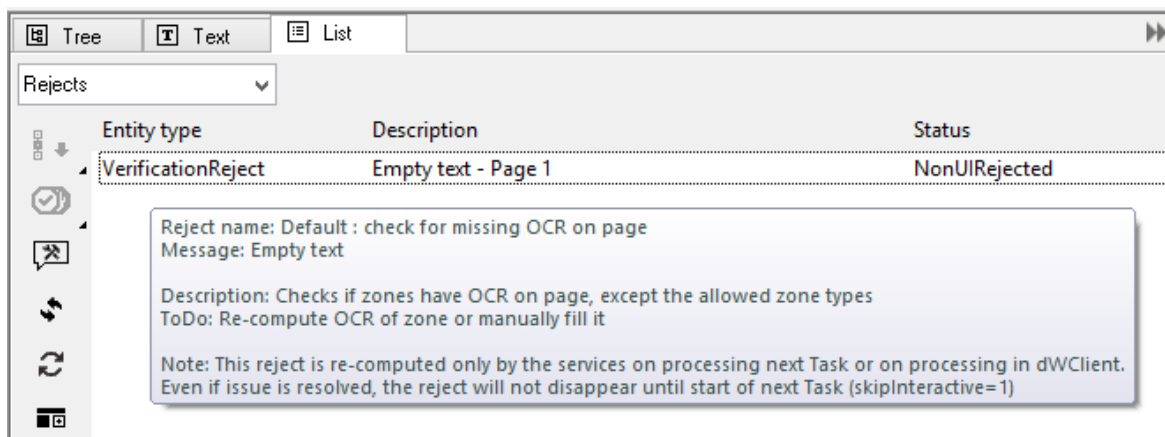 Tree Text List
Rejects
Entity type Description Status
VerificationReject Empty text - Page 1 NonUIRejected
Reject name: Default : check for missing OCR on page
Message: Empty text
Description: Checks if zones have OCR on page, except the allowed zone types
ToDo: Re-compute OCR of zone or manually fill it
Note: This reject is re-computed only by the services on processing next Task or on processing in dWClient.
Even if issue is resolved, the reject will not disappear until start of next Task (skipInteractive=1)